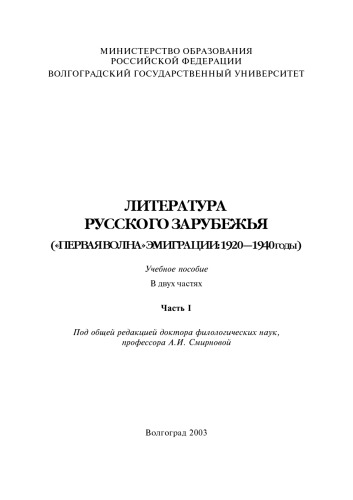 МИНИСТЕРСТВО ОБРАЗОВАНИЯ
РОССИЙСКОЙ ФЕДЕРАЦИИ
ВОЛГОГРАДСКИЙ ГОСУДАРСТВЕННЫЙ УНИВЕРСИТЕТ
ЛИТЕРАТУРА
РУССКОГО ЗАРУБЕЖЬЯ
(«ПЕРВАЯ ВОЛНА» ЭМИГРАЦИИ: 1920—1940 годы)
Учебное пособие
В двух частях
Часть I
Под общей редакцией доктора филологических наук,
профессора А.И. Смирновой
Волгоград 2003